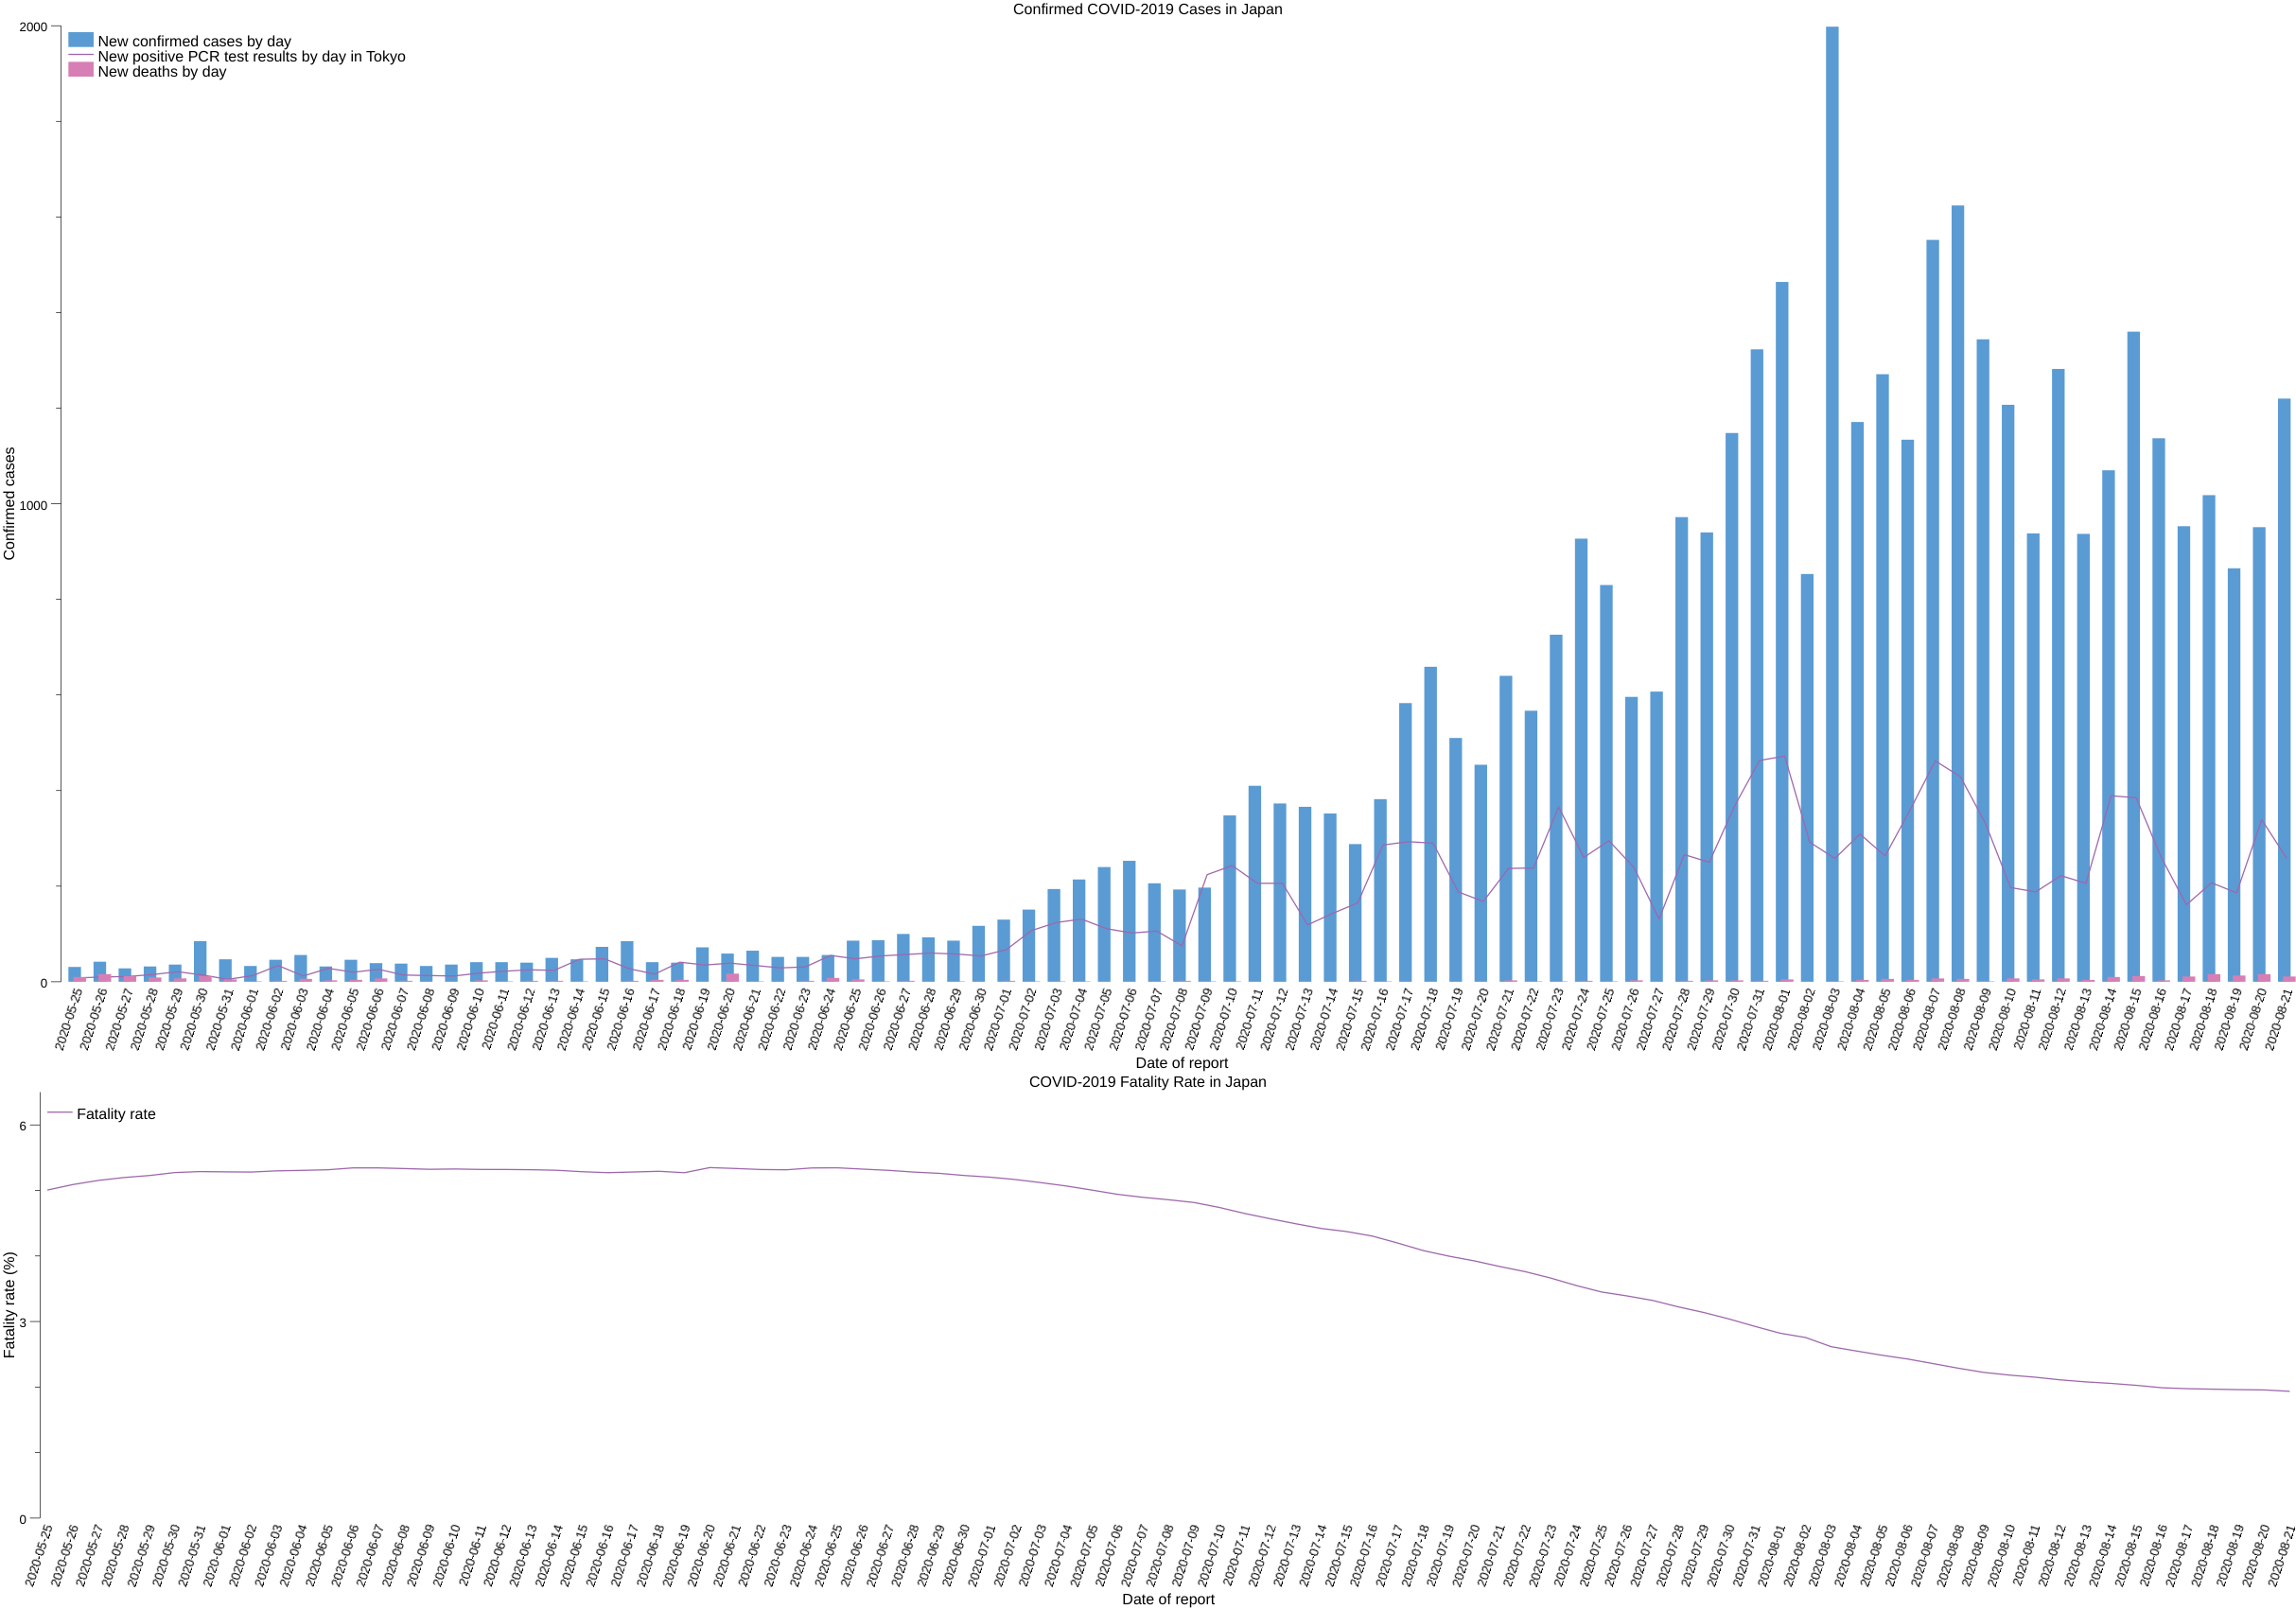 Confirmed COVID-2019 Cases in Japan
2000
New confirmed cases by day
New positive PCR test results by day in Tokyo
New deaths by day
Confirmed cases
1000
0
2020-05-25 2020-05-26 2020-05-27 2020-05-28 2020-05-29 2020-05-30 2020-05-31 2020-06-01 2020-06-02 2020-06-03 2020-06-04 2020-06-05 2020-06-06 2020-06-07 2020-06-08 2020-06-09 2020-06-10 2020-06-11 2020-06-12 2020-06-13 2020-06-14 2020-06-15 2020-06-16 2020-06-17 2020-06-18 2020-06-19 2020-06-20 2020-06-21 2020-06-22 2020-06-23 2020-06-24 2020-06-25 2020-06-26 2020-06-27 2020-06-28 2020-06-29 2020-06-30 2020-07-01 2020-07-02 2020-07-03 2020-07-04 2020-07-05 2020-07-06 2020-07-07 2020-07-08 2020-07-09 2020-07-10 2020-07-11 2020-07-12 2020-07-13 2020-07-14 2020-07-15 2020-07-16 2020-07-17 2020-07-18 2020-07-19 2020-07-20 2020-07-21 2020-07-22 2020-07-23 2020-07-24 2020-07-25 2020-07-26 2020-07-27 2020-07-28 2020-07-29 2020-07-30 2020-07-31 2020-08-01 2020-08-02 2020-08-03 2020-08-04 2020-08-05 2020-08-06 2020-08-07 2020-08-08 2020-08-09 2020-08-10 2020-08-11 2020-08-12 2020-08-13 2020-08-14 2020-08-15 2020-08-16 2020-08-17 2020-08-18 2020-08-19 2020-08-20 2020-08-21
Date of report
COVID-2019 Fatality Rate in Japan
Fatality rate
6
Fatality rate (%)
3
0
2020-05-25 2020-05-26 2020-05-27 2020-05-28 2020-05-29 2020-05-30 2020-05-31 2020-06-01 2020-06-02 2020-06-03 2020-06-04 2020-06-05 2020-06-06 2020-06-07 2020-06-08 2020-06-09 2020-06-10 2020-06-11 2020-06-12 2020-06-13 2020-06-14 2020-06-15 2020-06-16 2020-06-17 2020-06-18 2020-06-19 2020-06-20 2020-06-21 2020-06-22 2020-06-23 2020-06-24 2020-06-25 2020-06-26 2020-06-27 2020-06-28 2020-06-29 2020-06-30 2020-07-01 2020-07-02 2020-07-03 2020-07-04 2020-07-05 2020-07-06 2020-07-07 2020-07-08 2020-07-09 2020-07-10 2020-07-11 2020-07-12 2020-07-13 2020-07-14 2020-07-15 2020-07-16 2020-07-17 2020-07-18 2020-07-19 2020-07-20 2020-07-21 2020-07-22 2020-07-23 2020-07-24 2020-07-25 2020-07-26 2020-07-27 2020-07-28 2020-07-29 2020-07-30 2020-07-31 2020-08-01 2020-08-02 2020-08-03 2020-08-04 2020-08-05 2020-08-06 2020-08-07 2020-08-08 2020-08-09 2020-08-10 2020-08-11 2020-08-12 2020-08-13 2020-08-14 2020-08-15 2020-08-16 2020-08-17 2020-08-18 2020-08-19 2020-08-20 2020-08-21
Date of report